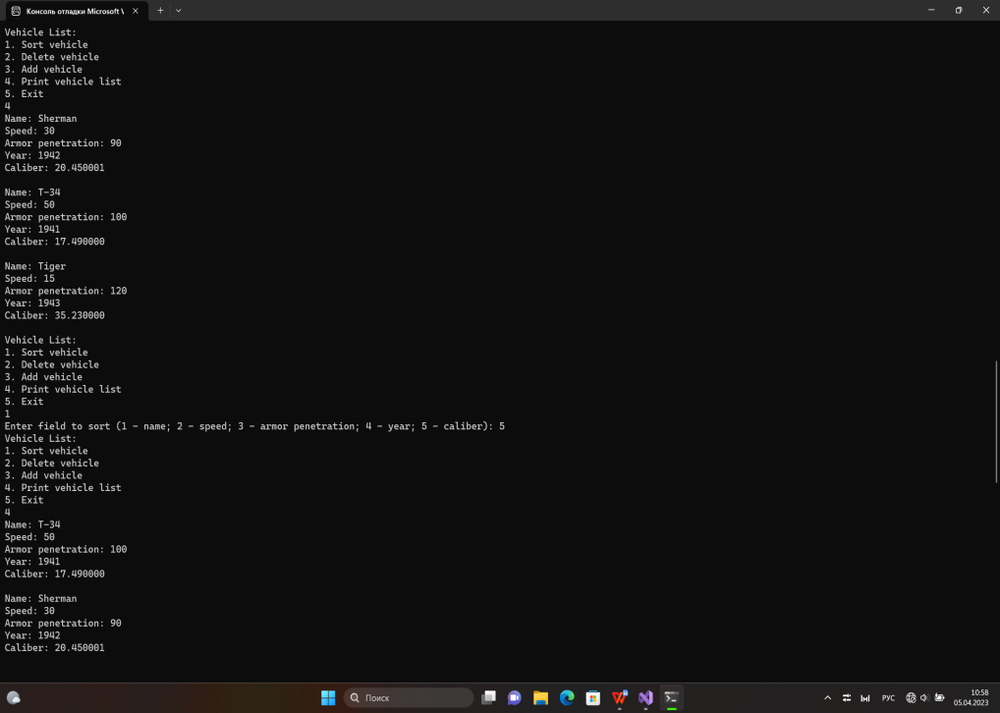 Консоль отладки Microsoft V
Vehicle List:
1. Sort vehicle
2. Delete vehicle
3. Add vehicle
4. Print vehicle list
5. Exit
4
Name: Sherman
Speed: 30
Armor penetration: 90
Year: 1942
Caliber: 20.450001
Name: T-34
Speed: 50
Armor penetration: 100
Year: 1941
Caliber: 17.490000
Name: Tiger
Speed: 15
Armor penetration: 120
Year: 1943
Caliber: 35.230000
Vehicle List:
1. Sort vehicle
2. Delete vehicle
3. Add vehicle
4. Print vehicle list
5. Exit
1
Enter field to sort (1 - name; 2 - speed; 3 - armor penetration; 4 - year; 5 - caliber): 5
Vehicle List:
1. Sort vehicle
2. Delete vehicle
3. Add vehicle
4. Print vehicle list
5. Exit
4
Name: T-34
Speed: 50
Armor penetration: 100
Year: 1941
Caliber: 17.490000
Name: Sherman
Speed: 30
Armor penetration: 90
Year: 1942
Caliber: 20.450001
Поиск
РУС
10:58
05.04.2023